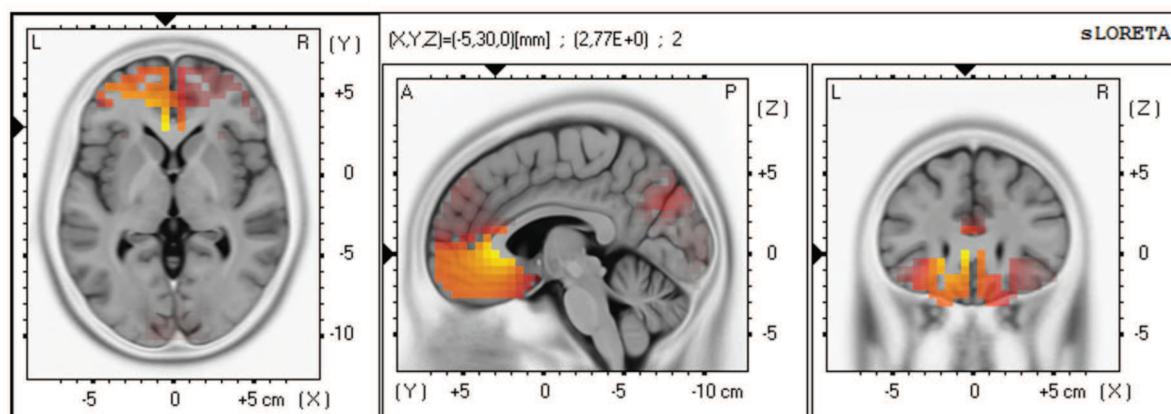 (X,Y,Z)=(-5,30,0)[mm] ; (2,77E+0) ; 2
sLORETA
L R (Y)
+5
0
-5
-10
-5 0 +5 cm (X)
A P (Z)
+5
0
-5
(Y) +5 0 -5 -10 cm
L R (Z)
+5
0
-5
-5 0 +5 cm (X)